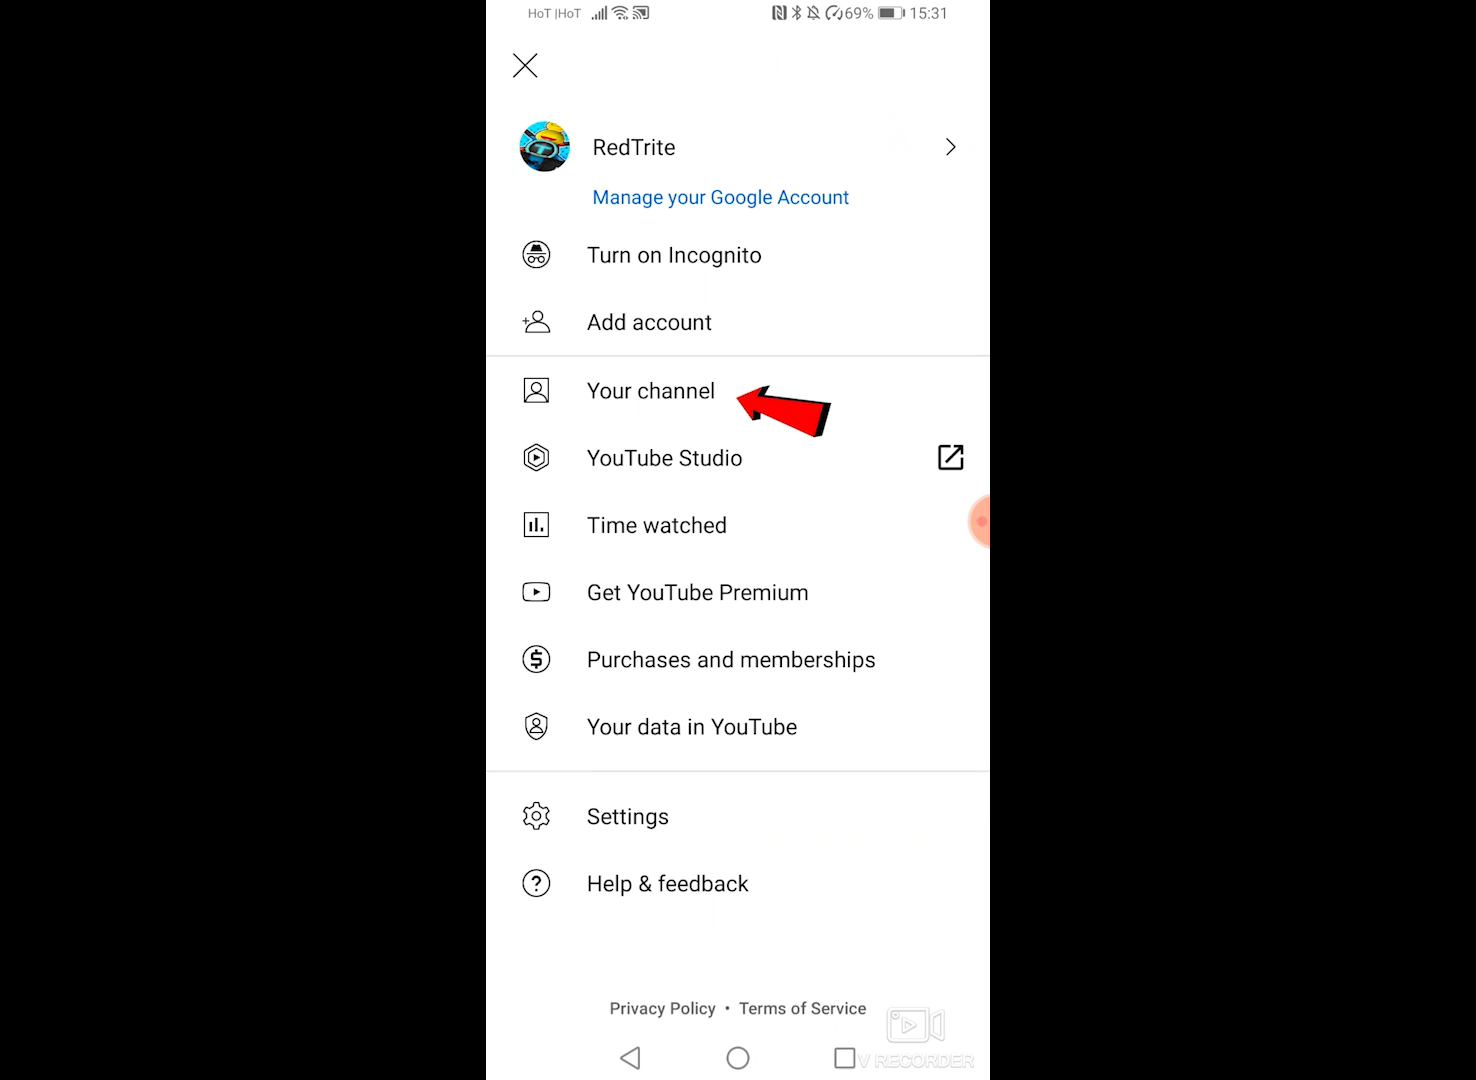 HoT | HoT 69% 15:31
RedTrite
Manage your Google Account
Turn on Incognito
Add account
Your channel
YouTube Studio
Time watched
Get YouTube Premium
Purchases and memberships
Your data in YouTube
Settings
Help & feedback
Privacy Policy • Terms of Service
V RECORDER